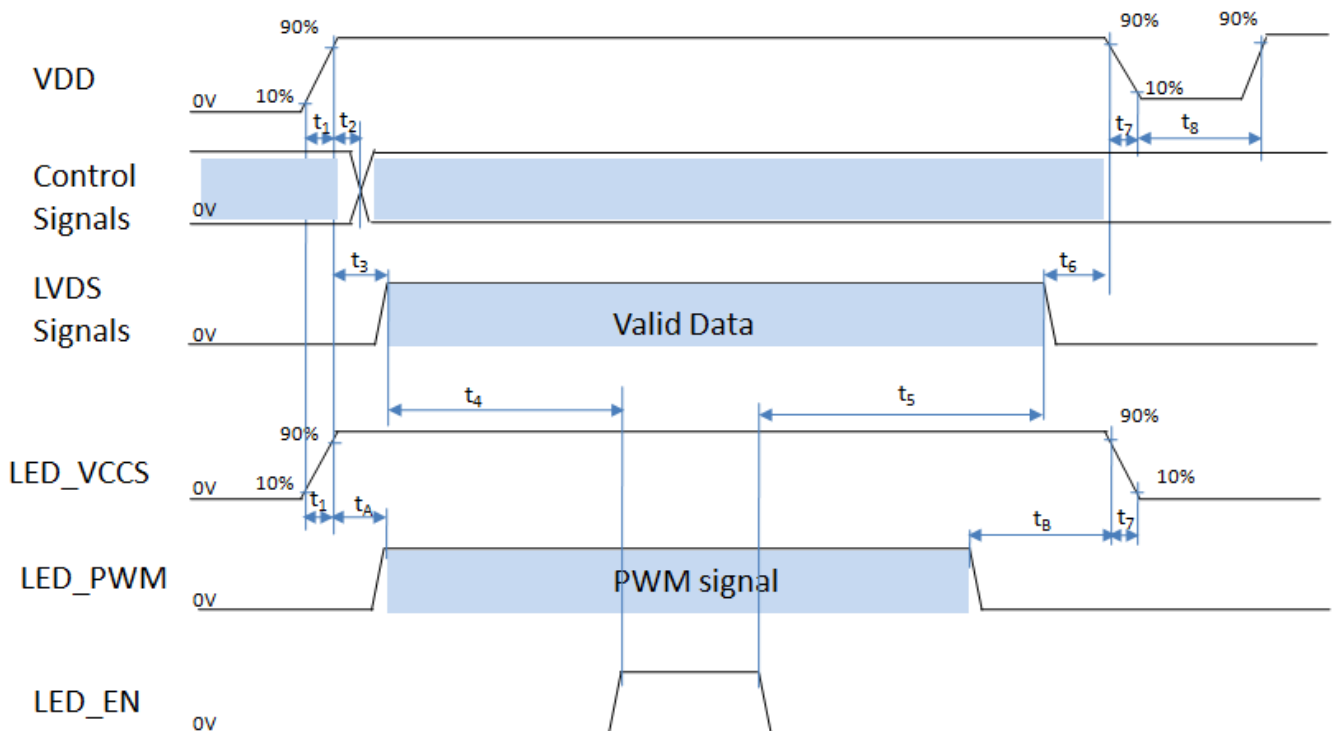 90% 90% 90%
VDD
0V 10% 10%
t1 t2 t7 t8
Control
Signals
0V
t3 t6
LVDS
Signals
Valid Data
0V
t4 t5
90% 90%
LED_VCCS
0V 10% 10%
t1 tA tB t7
LED_PWM
PWM signal
0V
LED_EN
0V